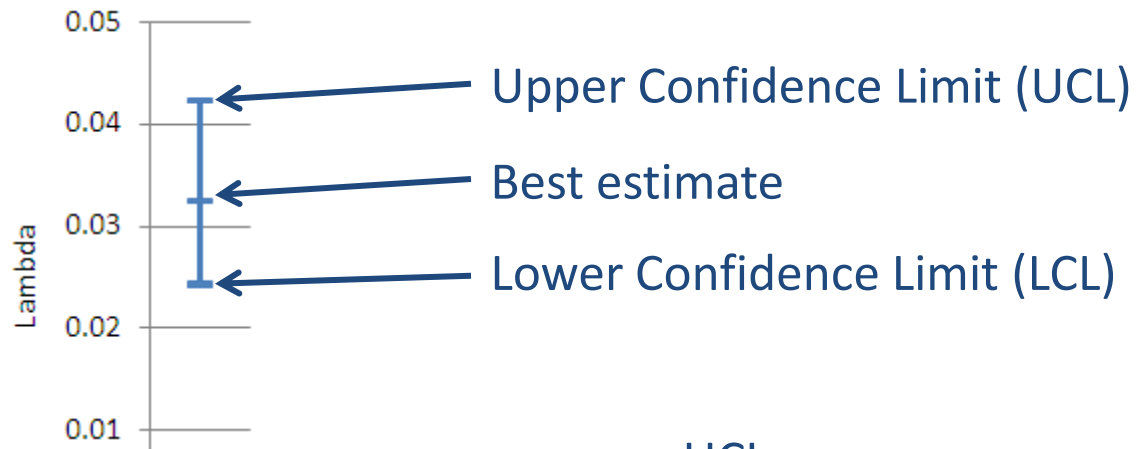 0.05
Upper Confidence Limit (UCL)
0.04
Best estimate
0.03
Lambda
Lower Confidence Limit (LCL)
0.02
0.01